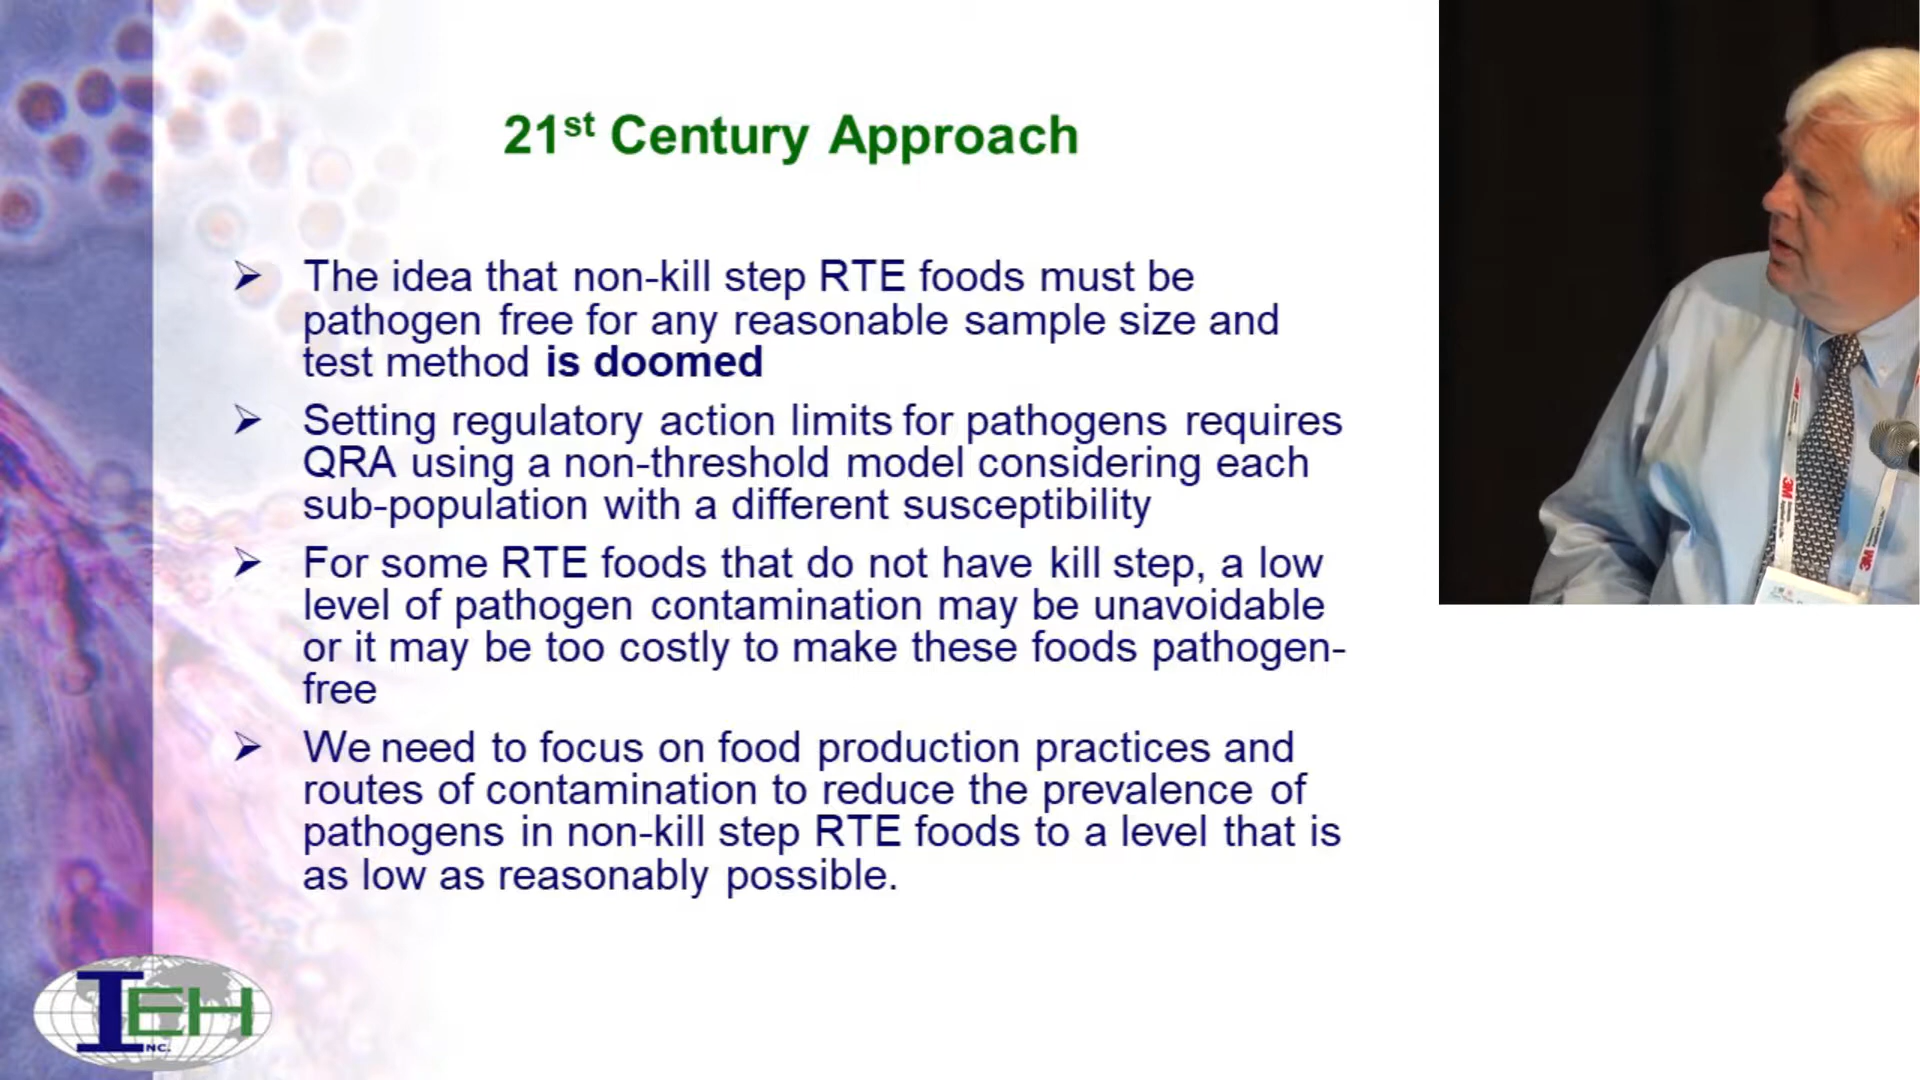 21st Century Approach
The idea that non-kill step RTE foods must be
pathogen free for any reasonable sample size and
test method is doomed
Setting regulatory action limits for pathogens requires
QRA using a non-threshold model considering each
sub-population with a different susceptibility
For some RTE foods that do not have kill step, a low
level of pathogen contamination may be unavoidable
or it may be too costly to make these foods pathogen-
free
We need to focus on food production practices and
routes of contamination to reduce the prevalence of
pathogens in non-kill step RTE foods to a level that is
as low as reasonably possible.
IEH
INC.
3M
3M